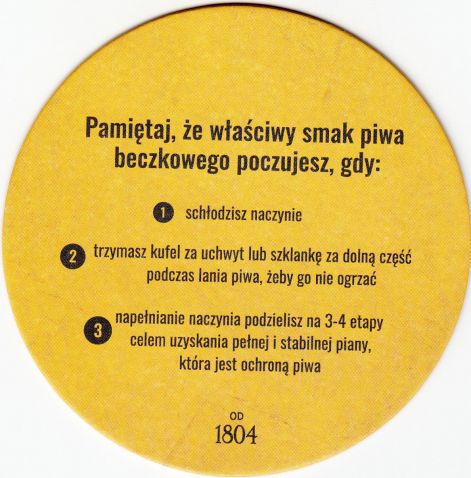 Pamiętaj, że właściwy smak piwa
beczkowego poczujesz, gdy:
1 schłodzisz naczynie
2 trzymasz kufel za uchwyt lub szklankę za dolną część
podczas lania piwa, żeby go nie ogrzać
3 napełnianie naczynia podzielisz na 3-4 etapy
celem uzyskania pełnej i stabilnej piany,
która jest ochroną piwa
OD
1804